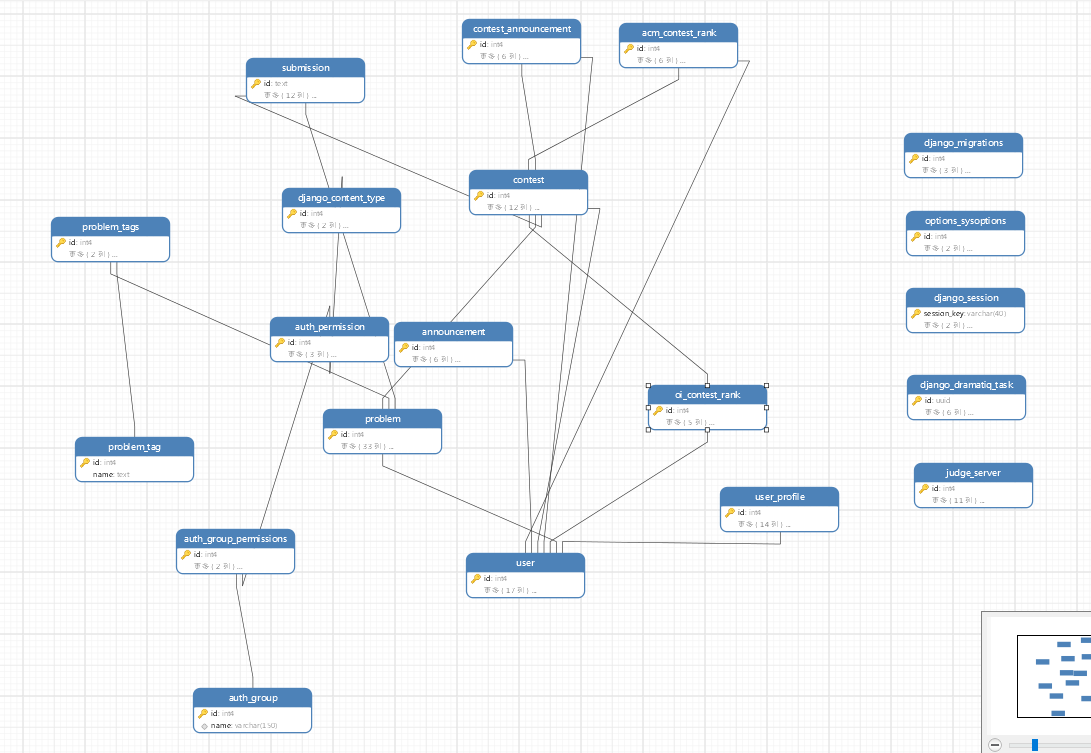 contest_announcement
id: int4
更多 ( 6 列 ) ...
acm_contest_rank
id: int4
更多 ( 6 列 ) ...
submission
id: text
更多 ( 12 列 ) ...
django_migrations
id: int4
更多 ( 3 列 ) ...
contest
id: int4
更多 ( 12 列 ) ...
django_content_type
id: int4
更多 ( 2 列 ) ...
problem_tags
id: int4
更多 ( 2 列 ) ...
options_sysoptions
id: int4
更多 ( 2 列 ) ...
django_session
session_key: varchar(40)
更多 ( 2 列 ) ...
auth_permission
id: int4
更多 ( 3 列 ) ...
announcement
id: int4
更多 ( 6 列 ) ...
django_dramatiq_task
id: uuid
更多 ( 6 列 ) ...
oi_contest_rank
id: int4
更多 ( 5 列 ) ...
problem
id: int4
更多 ( 33 列 ) ...
problem_tag
id: int4
name: text
judge_server
id: int4
更多 ( 11 列 ) ...
user_profile
id: int4
更多 ( 14 列 ) ...
auth_group_permissions
id: int4
更多 ( 2 列 ) ...
user
id: int4
更多 ( 17 列 ) ...
auth_group
id: int4
name: varchar(150)